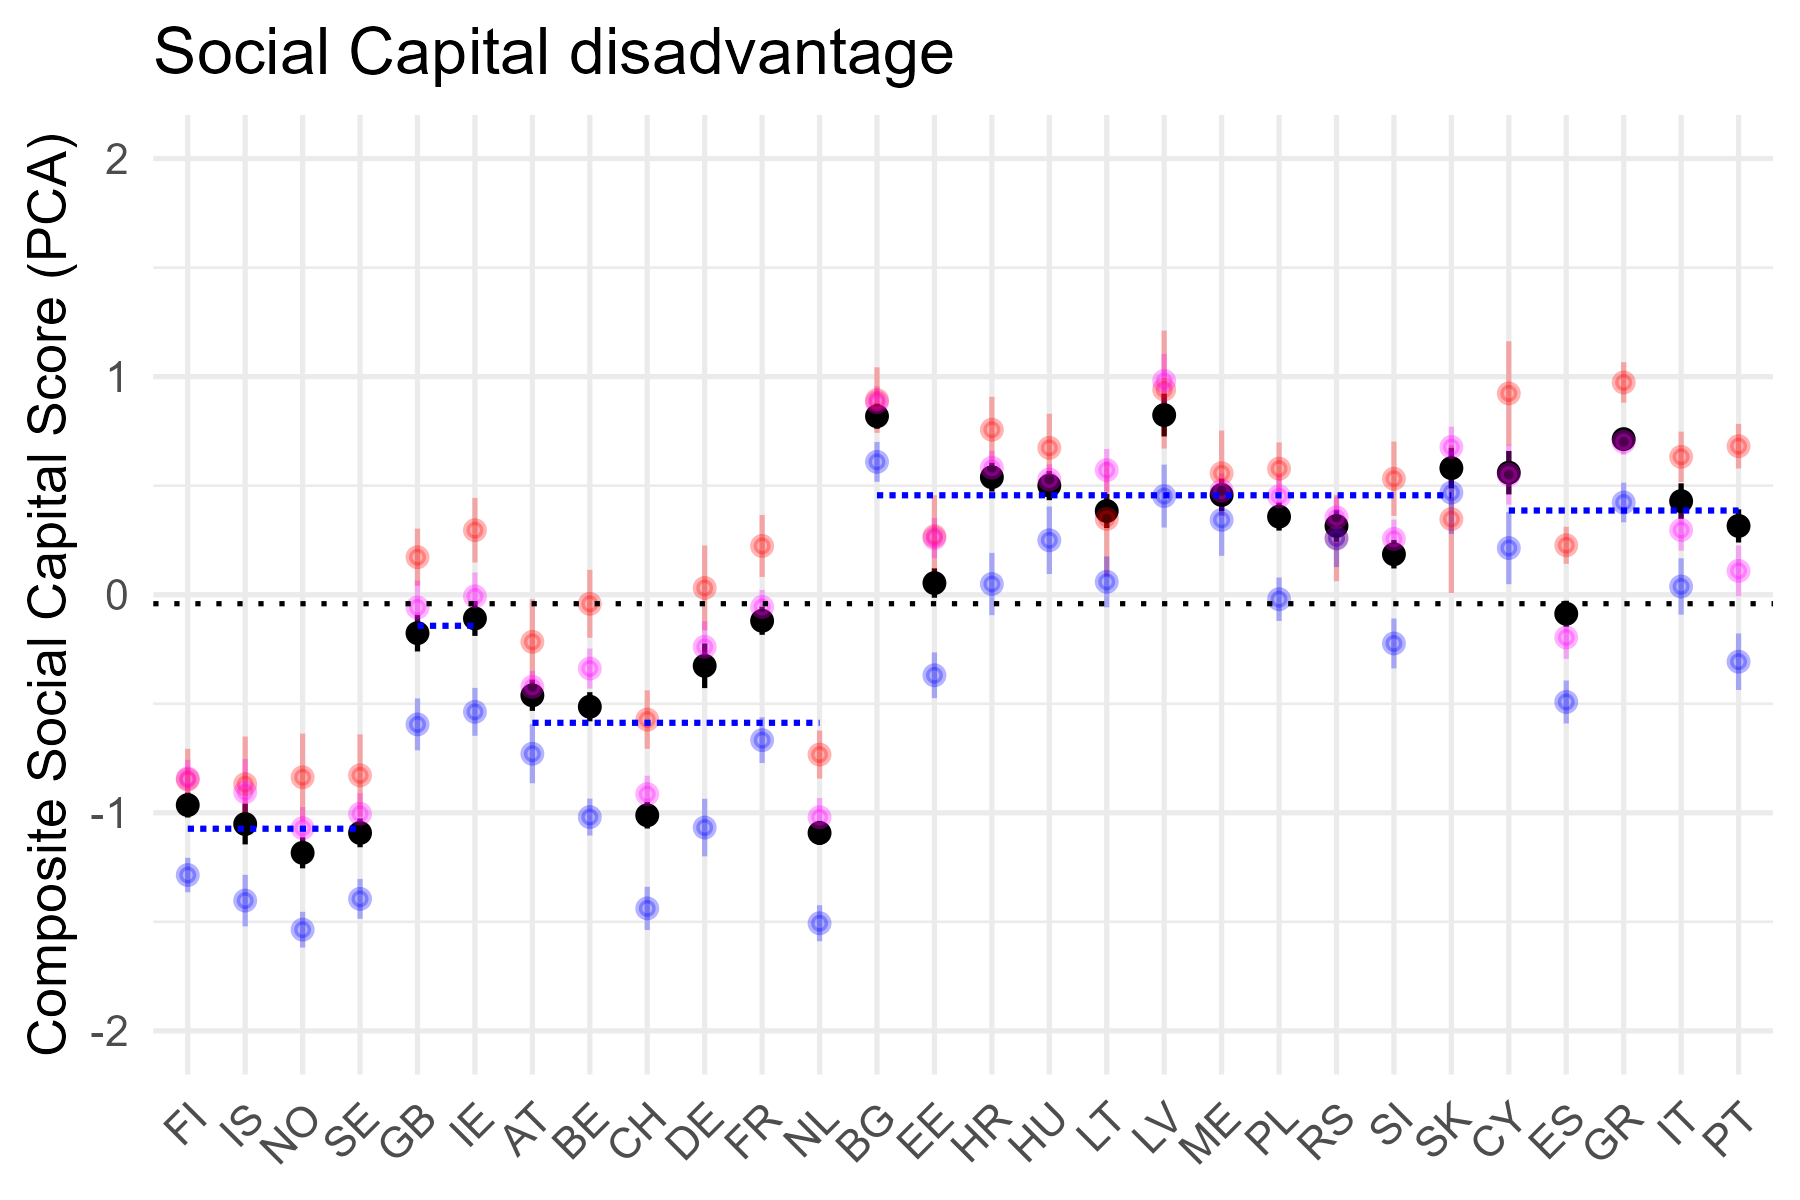 Social Capital disadvantage
Composite Social Capital Score (PCA)
2
1
0
-1
-2
FI IS NO SE GB IE AT BE CH DE FR NL BG EE HR HU LT LV ME PL RS SI SK CY ES GR IT PT